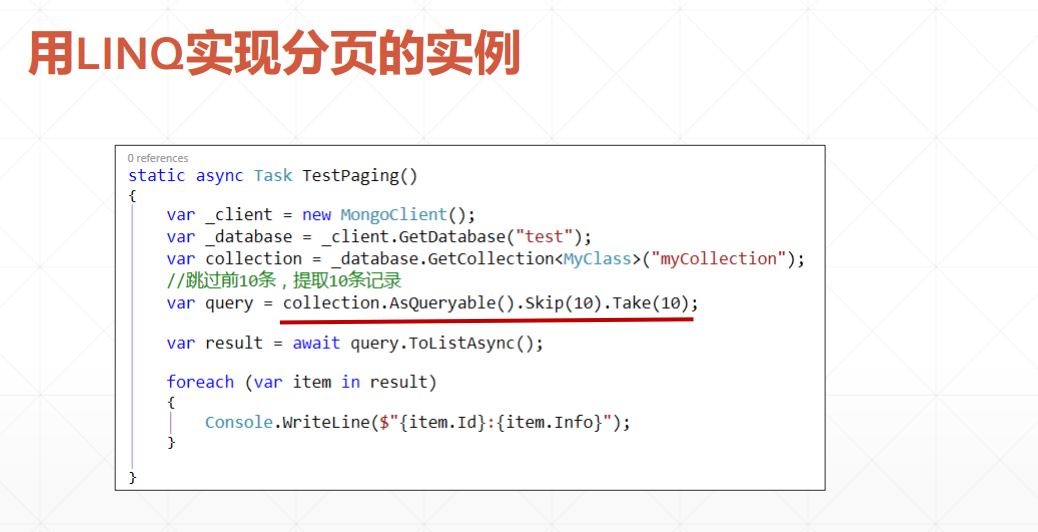 用LINQ实现分页的实例
0 references
static async Task TestPaging()
{
var _client = new MongoClient();
var _database = _client.GetDatabase("test");
var collection = _database.GetCollection<MyClass>("myCollection");
//跳过前10条，提取10条记录
var query = collection.AsQueryable().Skip(10).Take(10);
var result = await query.ToListAsync();
foreach (var item in result)
{
Console.WriteLine($"{item.Id}:{item.Info}");
}
}